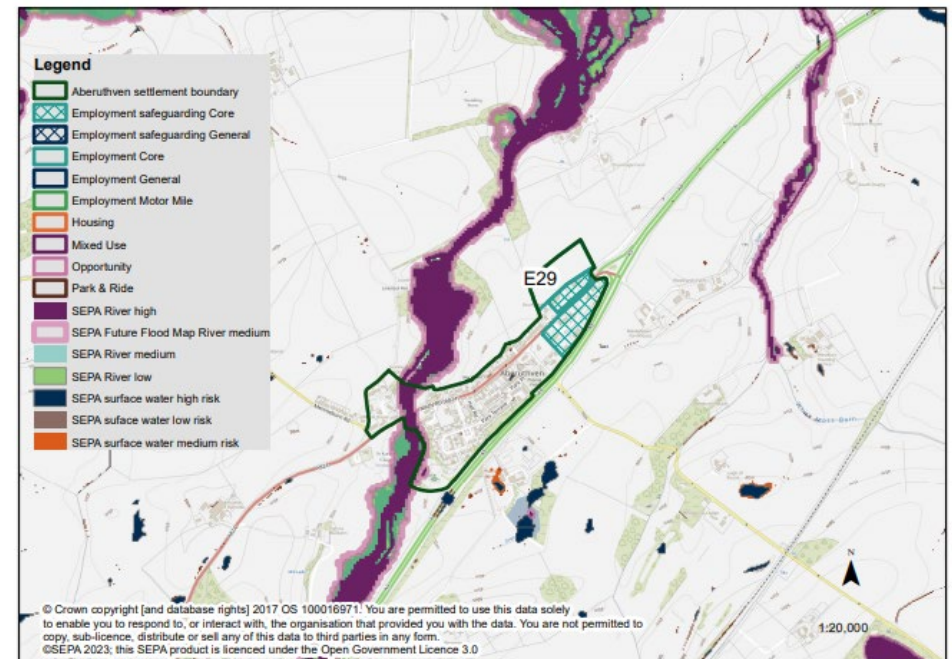 Legend
Aberuthven settlement boundary
Employment safeguarding Core
Employment safeguarding General
Employment Core
Employment General
Employment Motor Mile
Housing
Mixed Use
Opportunity
Park & Ride
SEPA River high
SEPA Future Flood Map River medium
SEPA River medium
SEPA River low
SEPA surface water high risk
SEPA suface water low risk
SEPA surface water medium risk
E29
Aberuthven
N
1:20,000
© Crown copyright [and database rights] 2017 OS 100016971. You are permitted to use this data solely
to enable you to respond to, or interact with, the organisation that provided you with the data. You are not permitted to
copy, sub-licence, distribute or sell any of this data to third parties in any form.
©SEPA 2023; this SEPA product is licenced under the Open Government Licence 3.0